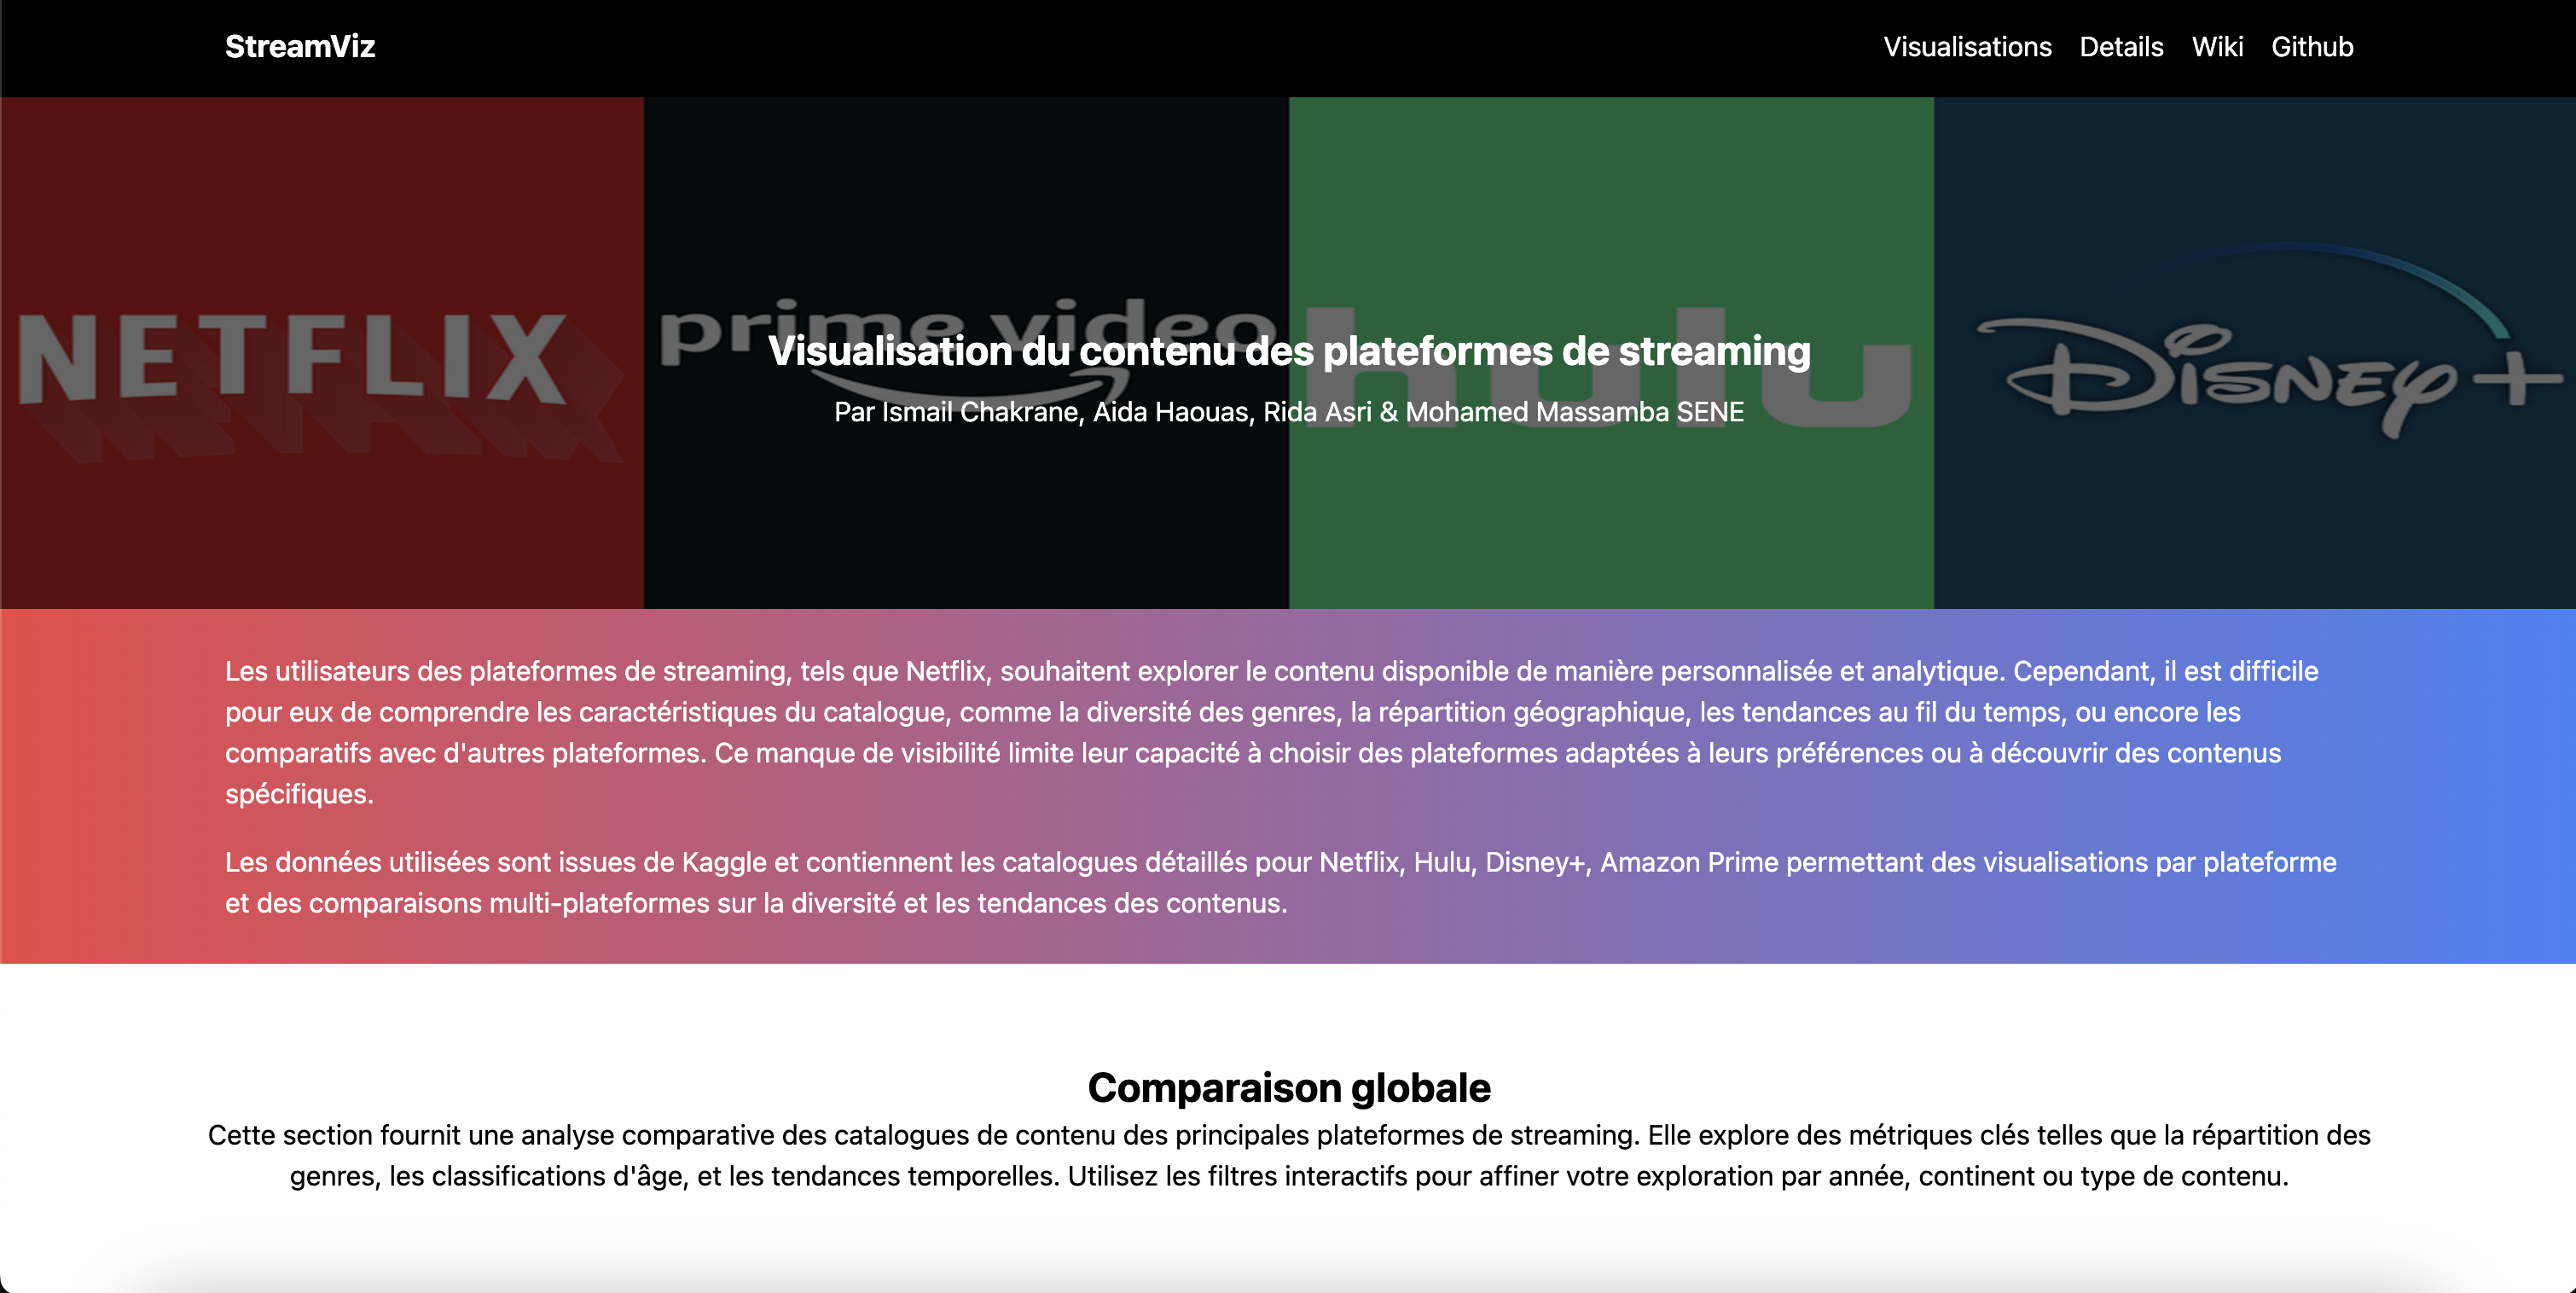 StreamViz
Visualisations Details Wiki Github
NETFLIX
prime video
hulu
Disney+
Visualisation du contenu des plateformes de streaming
Par Ismail Chakrane, Aida Haouas, Rida Asri & Mohamed Massamba SENE
Les utilisateurs des plateformes de streaming, tels que Netflix, souhaitent explorer le contenu disponible de manière personnalisée et analytique. Cependant, il est difficile
pour eux de comprendre les caractéristiques du catalogue, comme la diversité des genres, la répartition géographique, les tendances au fil du temps, ou encore les
comparatifs avec d'autres plateformes. Ce manque de visibilité limite leur capacité à choisir des plateformes adaptées à leurs préférences ou à découvrir des contenus
spécifiques.
Les données utilisées sont issues de Kaggle et contiennent les catalogues détaillés pour Netflix, Hulu, Disney+, Amazon Prime permettant des visualisations par plateforme
et des comparaisons multi-plateformes sur la diversité et les tendances des contenus.
Comparaison globale
Cette section fournit une analyse comparative des catalogues de contenu des principales plateformes de streaming. Elle explore des métriques clés telles que la répartition des
genres, les classifications d'âge, et les tendances temporelles. Utilisez les filtres interactifs pour affiner votre exploration par année, continent ou type de contenu.